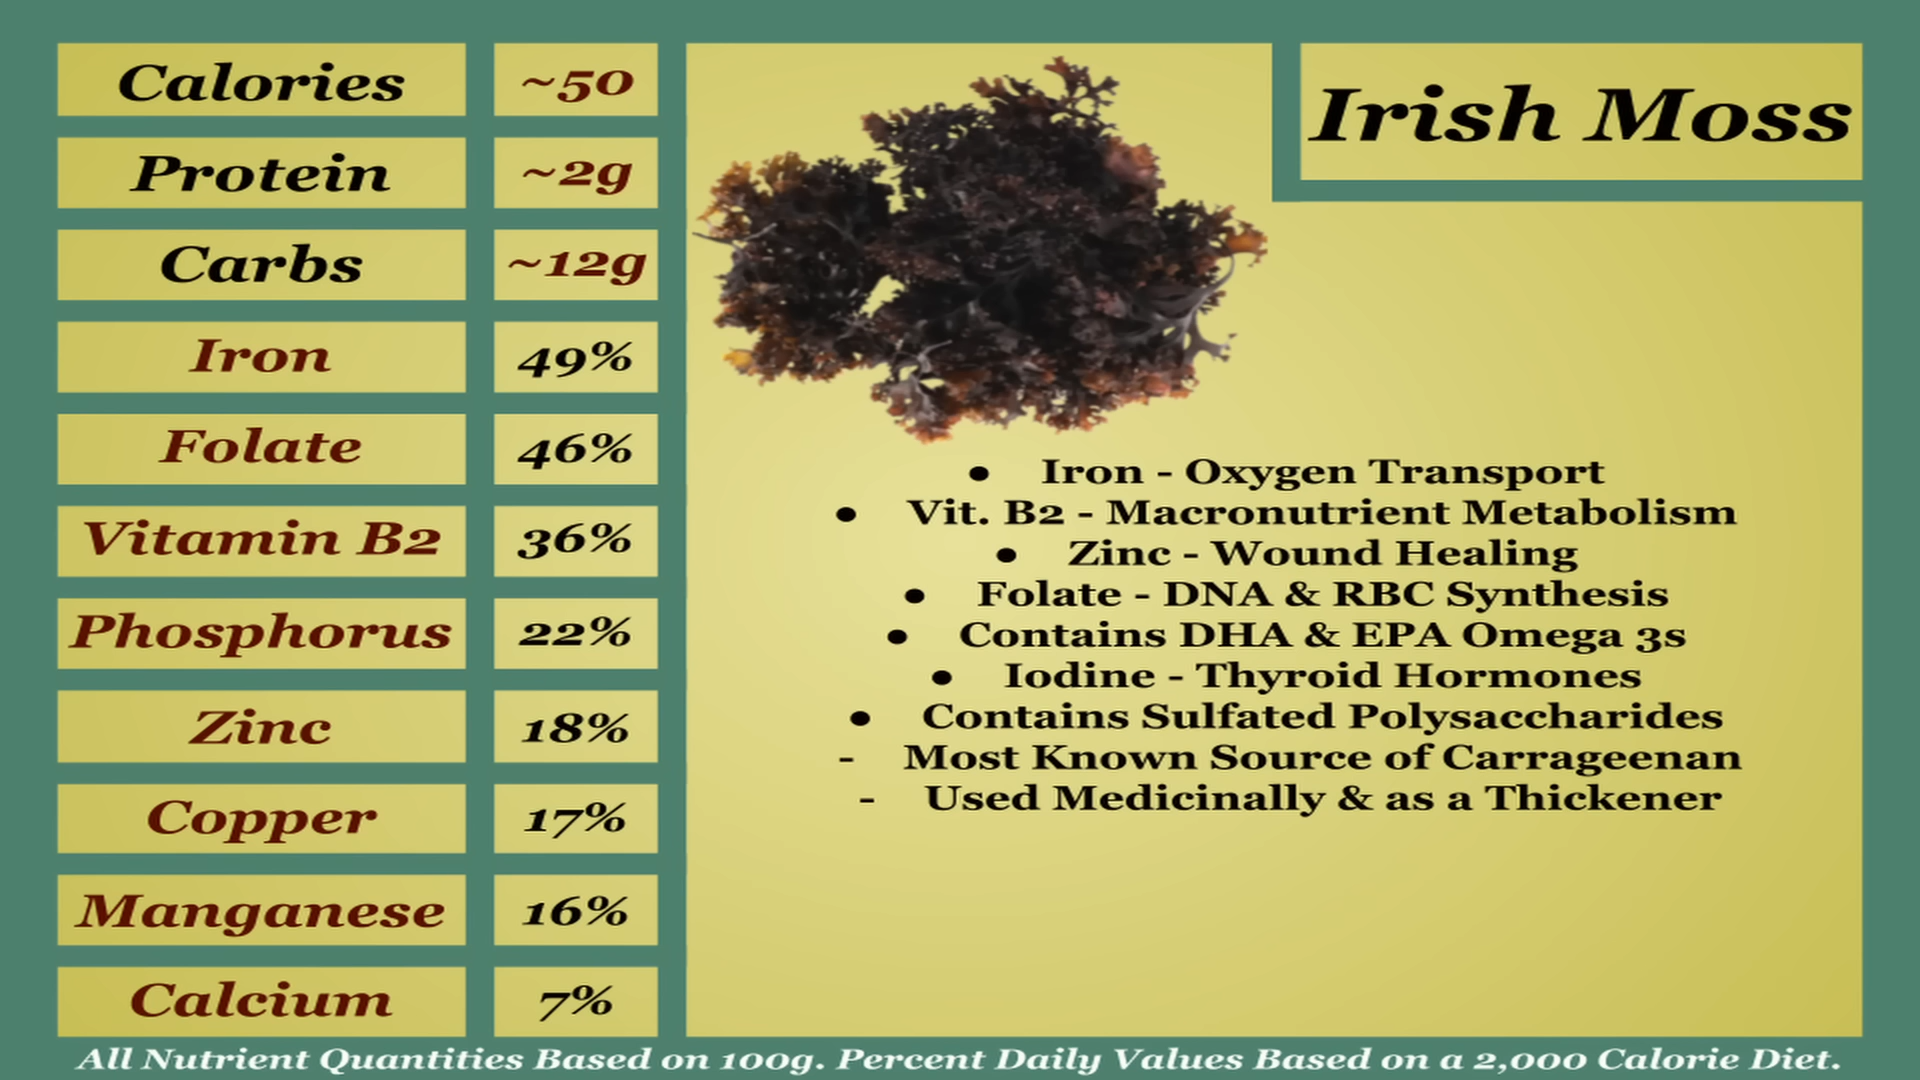 Irish Moss
Calories ~50
Protein ~2g
Carbs ~12g
Iron 49%
Folate 46%
Vitamin B2 36%
Phosphorus 22%
Zinc 18%
Copper 17%
Manganese 16%
Calcium 7%
● Iron - Oxygen Transport
● Vit. B2 - Macronutrient Metabolism
● Zinc - Wound Healing
● Folate - DNA & RBC Synthesis
● Contains DHA & EPA Omega 3s
● Iodine - Thyroid Hormones
● Contains Sulfated Polysaccharides
- Most Known Source of Carrageenan
- Used Medicinally & as a Thickener
All Nutrient Quantities Based on 100g. Percent Daily Values Based on a 2,000 Calorie Diet.